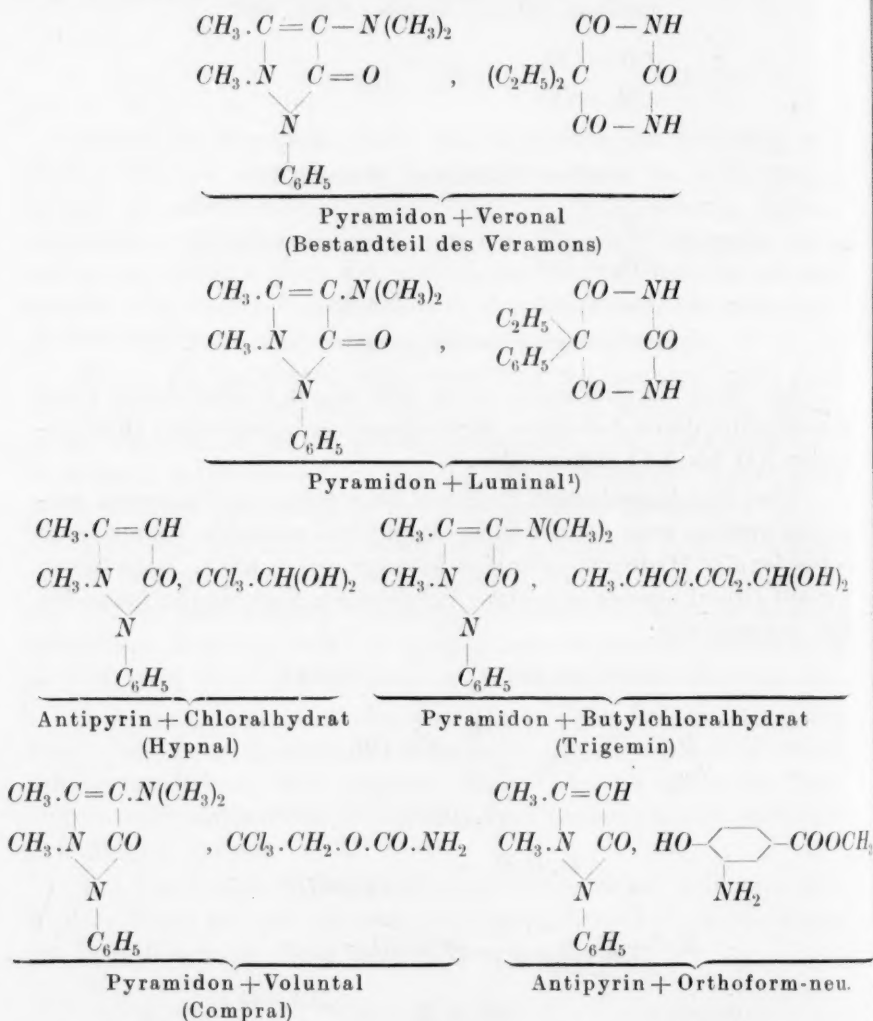 CH₃.C=C–N(CH₃)₂ CO–NH
CH₃.N C=O , (C₂H₅)₂ C CO
N CO–NH
C₆H₅
Pyramidon + Veronal
(Bestandteil des Veramons)
CH₃.C=C.N(CH₃)₂ CO–NH
C₂H₅
CH₃.N C=O , C CO
C₆H₅
N CO–NH
C₆H₅
Pyramidon + Luminal¹)
CH₃.C=CH CH₃.C=C–N(CH₃)₂
CH₃.N CO, CCl₃.CH(OH)₂ CH₃.N CO , CH₃.CHCl.CCl₂.CH(OH)₂
N N
C₆H₅ C₆H₅
Antipyrin + Chloralhydrat Pyramidon + Butylchloralhydrat
(Hypnal) (Trigemin)
CH₃.C=C.N(CH₃)₂ CH₃.C=CH
CH₃.N CO , CCl₃.CH₂.O.CO.NH₂ CH₃.N CO, HO– –COOCH₃
N N NH₂
C₆H₅ C₆H₅
Pyramidon + Voluntal Antipyrin + Orthoform-neu.
(Compral)